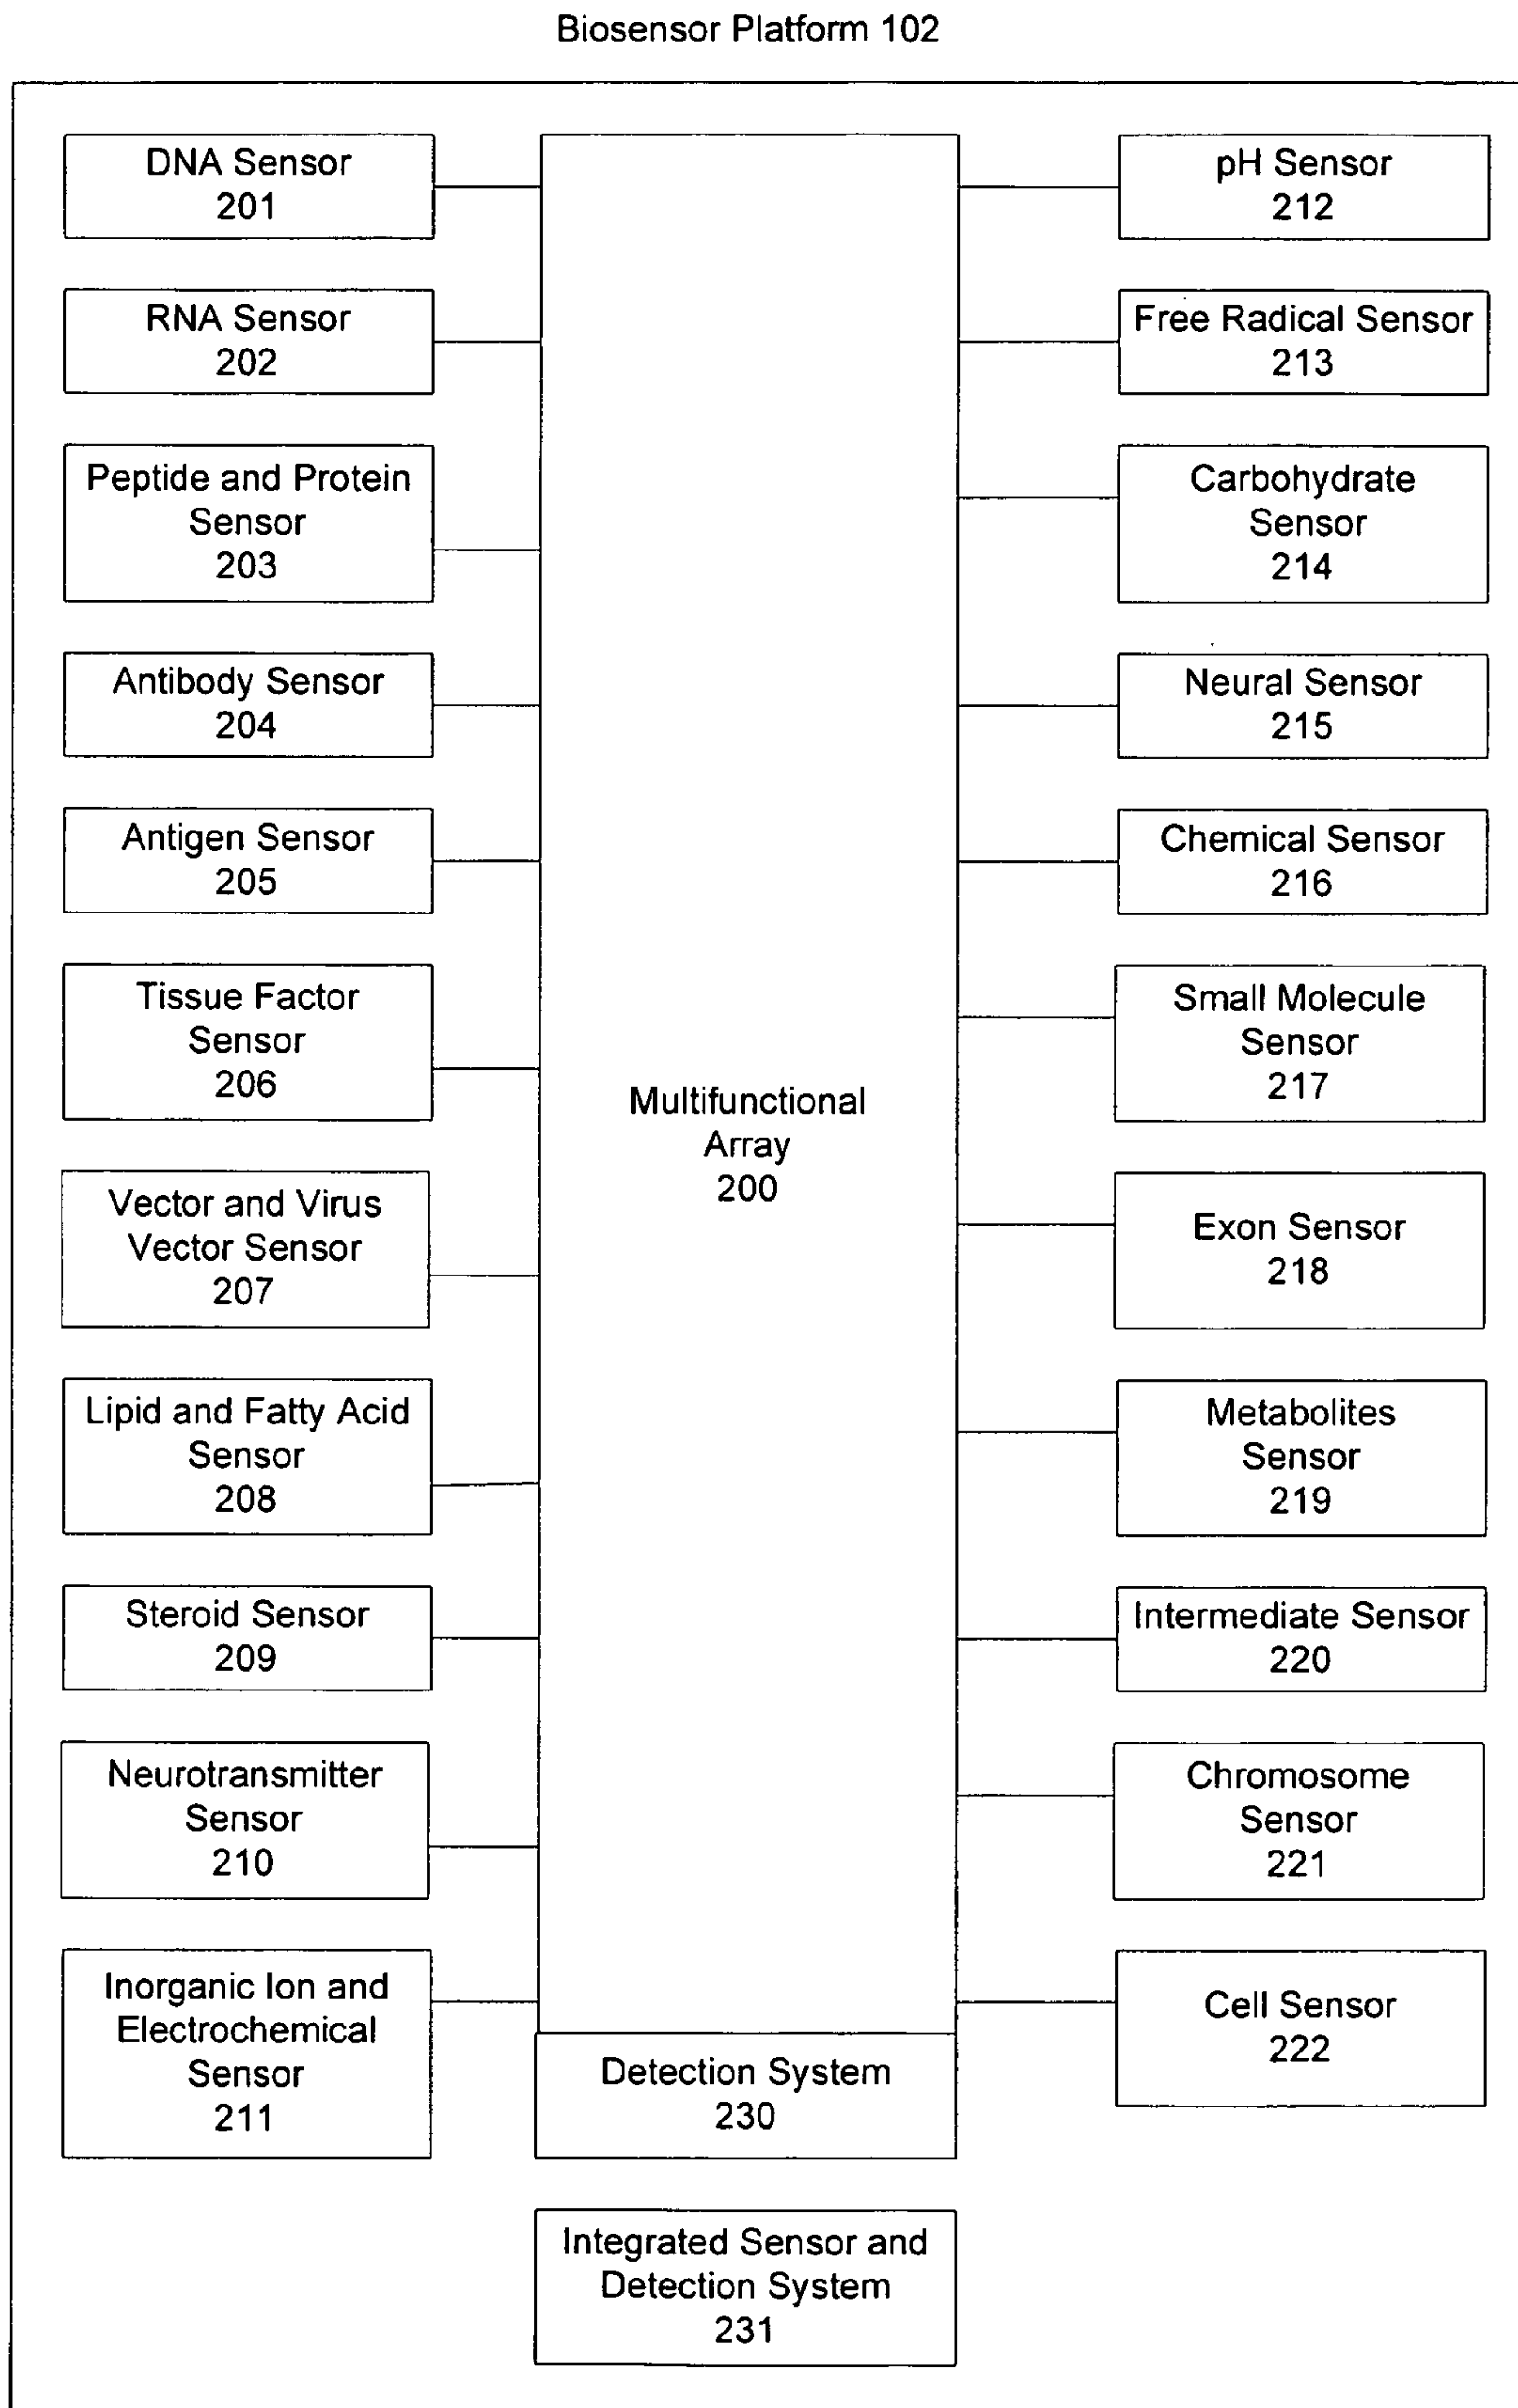 Biosensor Platform 102
DNA Sensor
201
RNA Sensor
202
Peptide and Protein
Sensor
203
Antibody Sensor
204
Antigen Sensor
205
Tissue Factor
Sensor
206
Vector and Virus
Vector Sensor
207
Lipid and Fatty Acid
Sensor
208
Steroid Sensor
209
Neurotransmitter
Sensor
210
Inorganic Ion and
Electrochemical
Sensor
211
Multifunctional
Array
200
Detection System
230
Integrated Sensor and
Detection System
231
pH Sensor
212
Free Radical Sensor
213
Carbohydrate
Sensor
214
Neural Sensor
215
Chemical Sensor
216
Small Molecule
Sensor
217
Exon Sensor
218
Metabolites
Sensor
219
Intermediate Sensor
220
Chromosome
Sensor
221
Cell Sensor
222